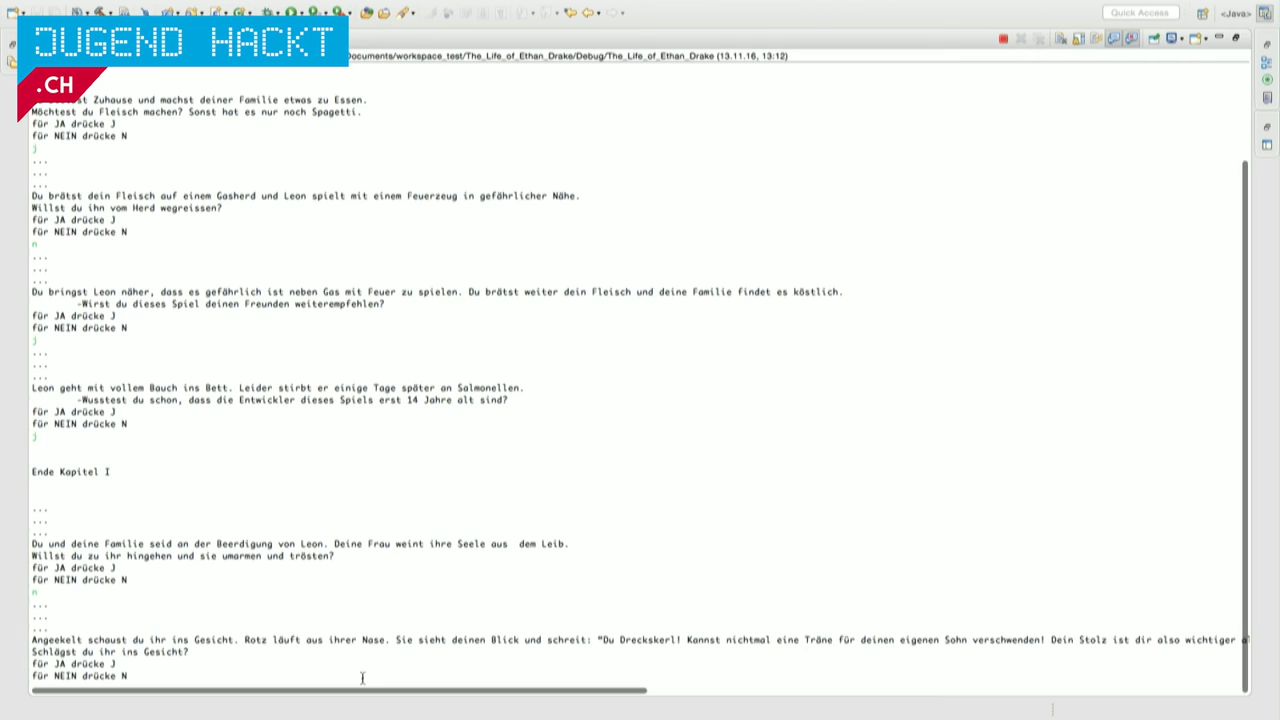 JUGEND HACKT
.CH
Quick Access
<Java>
ocuments/workspace_test/The_Life_of_Ethan_Drake/Debug/The_Life_of_Ethan_Drake (13.11.16, 13:12)
Zuhause und machst deiner Familie etwas zu Essen.
Möchtest du Fleisch machen? Sonst hat es nur noch Spagetti.
für JA drücke J
für NEIN drücke N
j
...
...
...
Du brätst dein Fleisch auf einem Gasherd und Leon spielt mit einem Feuerzeug in gefährlicher Nähe.
Willst du ihn vom Herd wegreissen?
für JA drücke J
für NEIN drücke N
n
...
...
...
Du bringst Leon näher, dass es gefährlich ist neben Gas mit Feuer zu spielen. Du brätst weiter dein Fleisch und deine Familie findet es köstlich.
-Wirst du dieses Spiel deinen Freunden weiterempfehlen?
für JA drücke J
für NEIN drücke N
j
...
...
...
Leon geht mit vollem Bauch ins Bett. Leider stirbt er einige Tage später an Salmonellen.
-Wusstest du schon, dass die Entwickler dieses Spiels erst 14 Jahre alt sind?
für JA drücke J
für NEIN drücke N
j
Ende Kapitel I
...
...
...
Du und deine Familie seid an der Beerdigung von Leon. Deine Frau weint ihre Seele aus  dem Leib.
Willst du zu ihr hingehen und sie umarmen und trösten?
für JA drücke J
für NEIN drücke N
n
...
...
...
Angeekelt schaust du ihr ins Gesicht. Rotz läuft aus ihrer Nase. Sie sieht deinen Blick und schreit: "Du Dreckskerl! Kannst nichtmal eine Träne für deinen eigenen Sohn verschwenden! Dein Stolz ist dir also wichtiger a
Schlägst du ihr ins Gesicht?
für JA drücke J
für NEIN drücke N